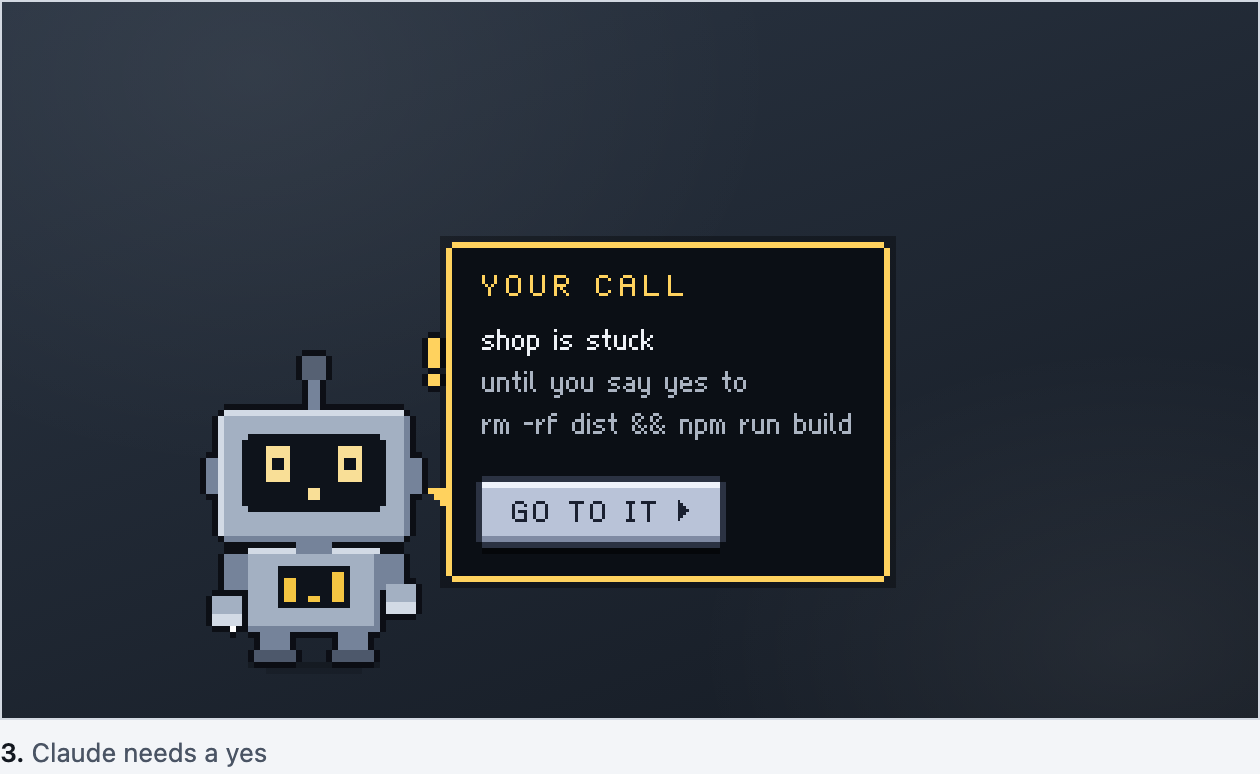 YOUR CALL
shop is stuck
until you say yes to
rm -rf dist && npm run build
GO TO IT
3. Claude needs a yes